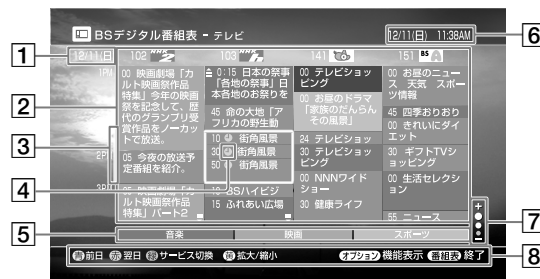 BSデジタル番組表 - テレビ
12/11(日) 11:38AM
6
1
12/11(日)
102 NHK 2
103 NHK h
141
151 BS
1PM
2
00 映画劇場「カ
ルト映画祭作品
特集」今年の映画
祭を記念して、歴
代のグランプリ受
賞作品をノーカッ
トで放送。
0:15 日本の祭事
「各地の祭事」日
本各地のお祭りを
00 テレビショッ
ピング
00 お昼のニュー
ス 天気 スポー
ツ情報
00 お昼のドラマ
「家族のだんらん
その風景」
45 命の大地「ア
フリカの野生動
45 四季おりおり
00 きれいにダイ
エット
3
2PM
05 今夜の放送予
定番組を紹介。
10 街角風景
30 街角風景
50 街角風景
24 テレビショッ
30 テレビショッ
ピング
30 ギフトTVシ
ョッピング
4
00 NNNワイド
ショー
00 生活セレクシ
ョン
3PM
05 映画劇場「カ
ルト映画祭作品
特集」パート2
10 BSハイビジ
15 ふれあい広場
30 健康ライフ
55 ニュース
7
5
音楽
映画
スポーツ
青 前日 赤 翌日 緑 サービス切換 黄 拡大/縮小
オプション 機能表示 番組表 終了
8